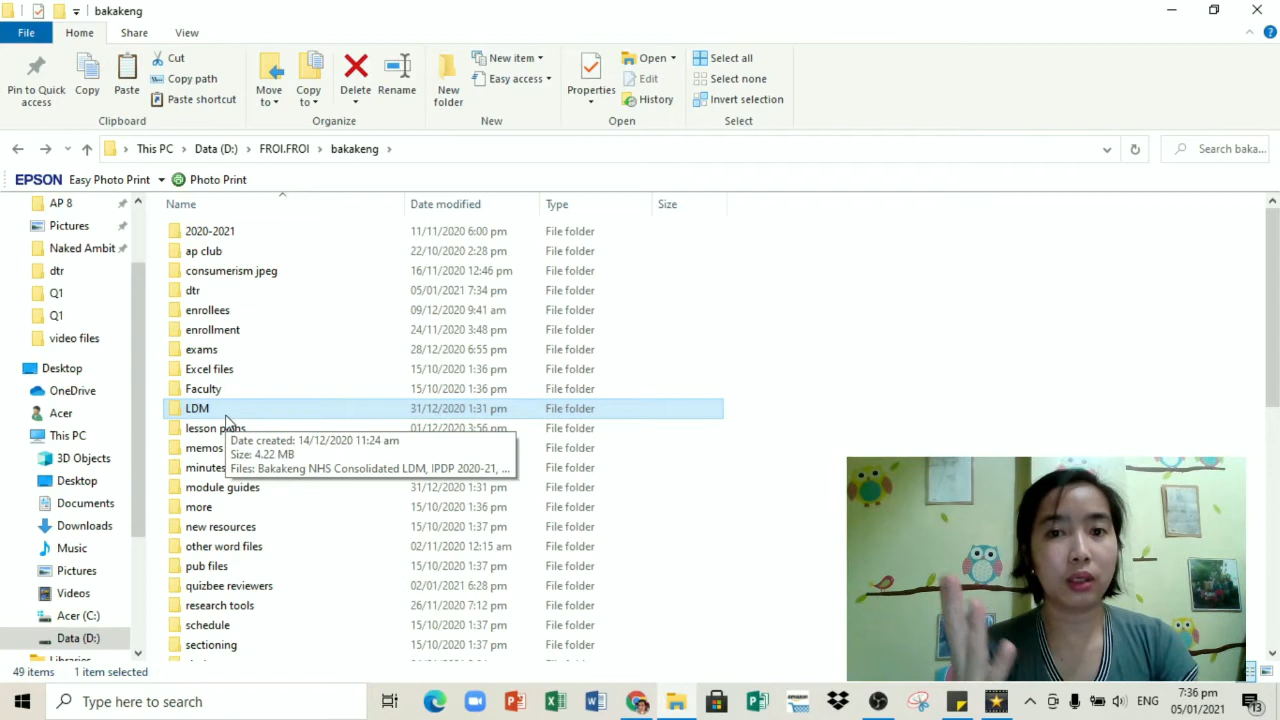 bakakeng
File Home Share View
Pin to Quick access
Copy
Paste
Cut
Copy path
Paste shortcut
Clipboard
Move to
Copy to
Delete
Rename
Organize
New folder
New item
Easy access
New
Properties
Open
Edit
History
Open
Select all
Select none
Invert selection
Select
This PC Data (D:) FROI.FROI bakakeng
Search baka...
EPSON Easy Photo Print Photo Print
AP 8
Pictures
Naked Ambit
dtr
Q1
Q1
video files
Desktop
OneDrive
Acer
This PC
3D Objects
Desktop
Documents
Downloads
Music
Pictures
Videos
Acer (C:)
Data (D:)
Name Date modified Type Size
2020-2021 11/11/2020 6:00 pm File folder
ap club 22/10/2020 2:28 pm File folder
consumerism jpeg 16/11/2020 12:46 pm File folder
dtr 05/01/2021 7:34 pm File folder
enrollees 09/12/2020 9:41 am File folder
enrollment 24/11/2020 3:48 pm File folder
exams 28/12/2020 6:55 pm File folder
Excel files 15/10/2020 1:36 pm File folder
Faculty 15/10/2020 1:36 pm File folder
LDM 31/12/2020 1:31 pm File folder
lesson 01/12/2020 3:56 pm File folder
memos File folder
minutes File folder
Date created: 14/12/2020 11:24 am
Size: 4.22 MB
Files: Bakakeng NHS Consolidated LDM, IPDP 2020-21, ...
module guides 31/12/2020 1:31 pm File folder
more 15/10/2020 1:36 pm File folder
new resources 15/10/2020 1:37 pm File folder
other word files 02/11/2020 12:15 am File folder
pub files 15/10/2020 1:37 pm File folder
quizbee reviewers 02/01/2021 6:28 pm File folder
research tools 26/11/2020 7:12 pm File folder
schedule 15/10/2020 1:37 pm File folder
sectioning 15/10/2020 1:37 pm File folder
49 items 1 item selected
Type here to search
ENG
7:36 pm
05/01/2021
13